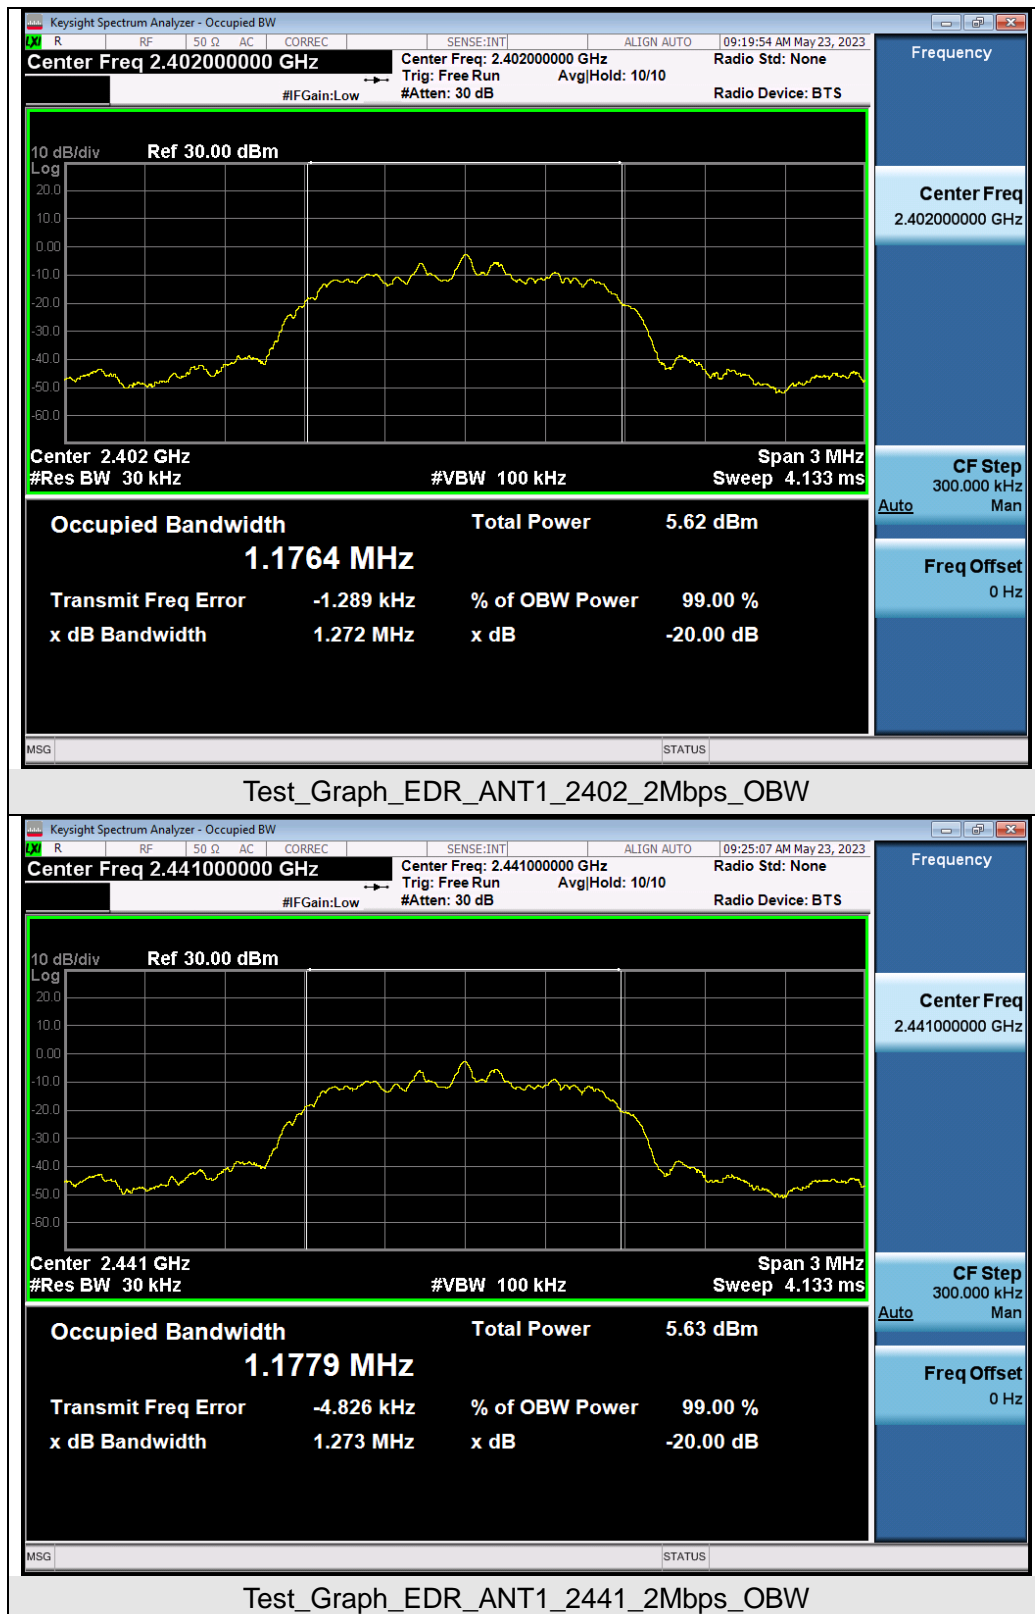 Keysight Spectrum Analyzer - Occupied BW
LXI R RF 50 Ω AC CORREC SENSE:INT ALIGN AUTO 09:19:54 AM May 23, 2023
Center Freq 2.402000000 GHz Center Freq: 2.402000000 GHz Radio Std: None
Trig: Free Run Avg|Hold: 10/10
#IFGain:Low #Atten: 30 dB Radio Device: BTS
Frequency
10 dB/div Ref 30.00 dBm
Log
20.0
10.0
0.00
-10.0
-20.0
-30.0
-40.0
-50.0
-60.0
Center 2.402 GHz Span 3 MHz
#Res BW 30 kHz #VBW 100 kHz Sweep 4.133 ms
Center Freq
2.402000000 GHz
CF Step
300.000 kHz
Auto Man
Freq Offset
0 Hz
Occupied Bandwidth Total Power 5.62 dBm
1.1764 MHz
Transmit Freq Error -1.289 kHz % of OBW Power 99.00 %
x dB Bandwidth 1.272 MHz x dB -20.00 dB
MSG STATUS
Test_Graph_EDR_ANT1_2402_2Mbps_OBW
Keysight Spectrum Analyzer - Occupied BW
LXI R RF 50 Ω AC CORREC SENSE:INT ALIGN AUTO 09:25:07 AM May 23, 2023
Center Freq 2.441000000 GHz Center Freq: 2.441000000 GHz Radio Std: None
Trig: Free Run Avg|Hold: 10/10
#IFGain:Low #Atten: 30 dB Radio Device: BTS
Frequency
10 dB/div Ref 30.00 dBm
Log
20.0
10.0
0.00
-10.0
-20.0
-30.0
-40.0
-50.0
-60.0
Center 2.441 GHz Span 3 MHz
#Res BW 30 kHz #VBW 100 kHz Sweep 4.133 ms
Center Freq
2.441000000 GHz
CF Step
300.000 kHz
Auto Man
Freq Offset
0 Hz
Occupied Bandwidth Total Power 5.63 dBm
1.1779 MHz
Transmit Freq Error -4.826 kHz % of OBW Power 99.00 %
x dB Bandwidth 1.273 MHz x dB -20.00 dB
MSG STATUS
Test_Graph_EDR_ANT1_2441_2Mbps_OBW